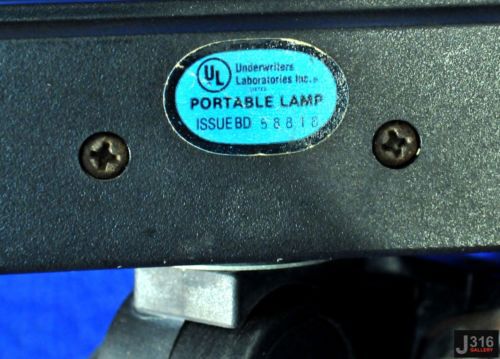 UL
Underwriters
Laboratories Inc.®
LISTED
PORTABLE LAMP
ISSUE BD 58818
J316
GALLERY